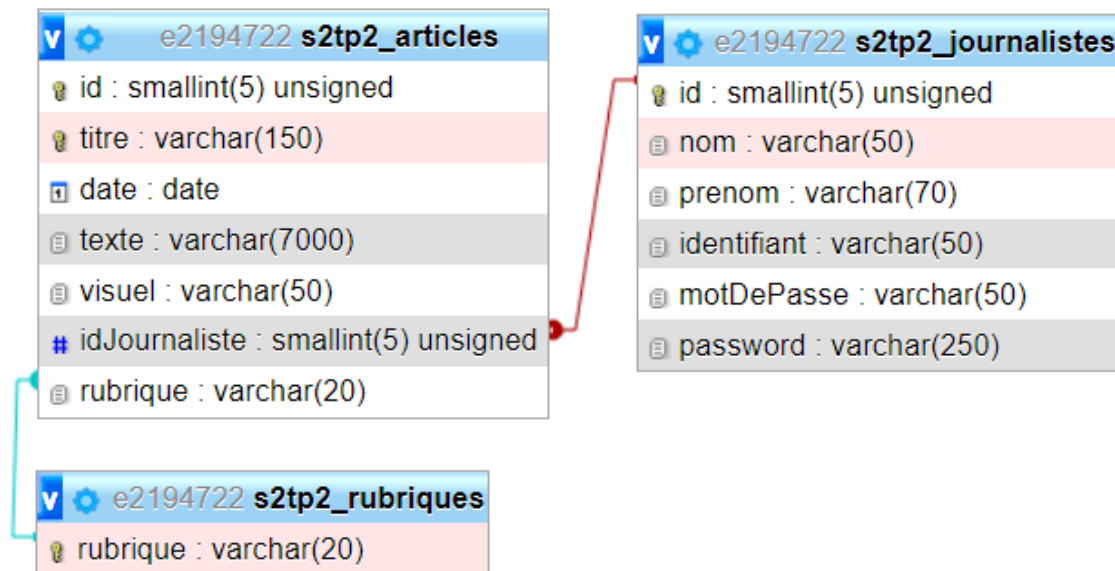 v e2194722 s2tp2_articles
id : smallint(5) unsigned
titre : varchar(150)
date : date
texte : varchar(7000)
visuel : varchar(50)
# idJournaliste : smallint(5) unsigned
rubrique : varchar(20)
v e2194722 s2tp2_journalistes
id : smallint(5) unsigned
nom : varchar(50)
prenom : varchar(70)
identifiant : varchar(50)
motDePasse : varchar(50)
password : varchar(250)
v e2194722 s2tp2_rubriques
rubrique : varchar(20)